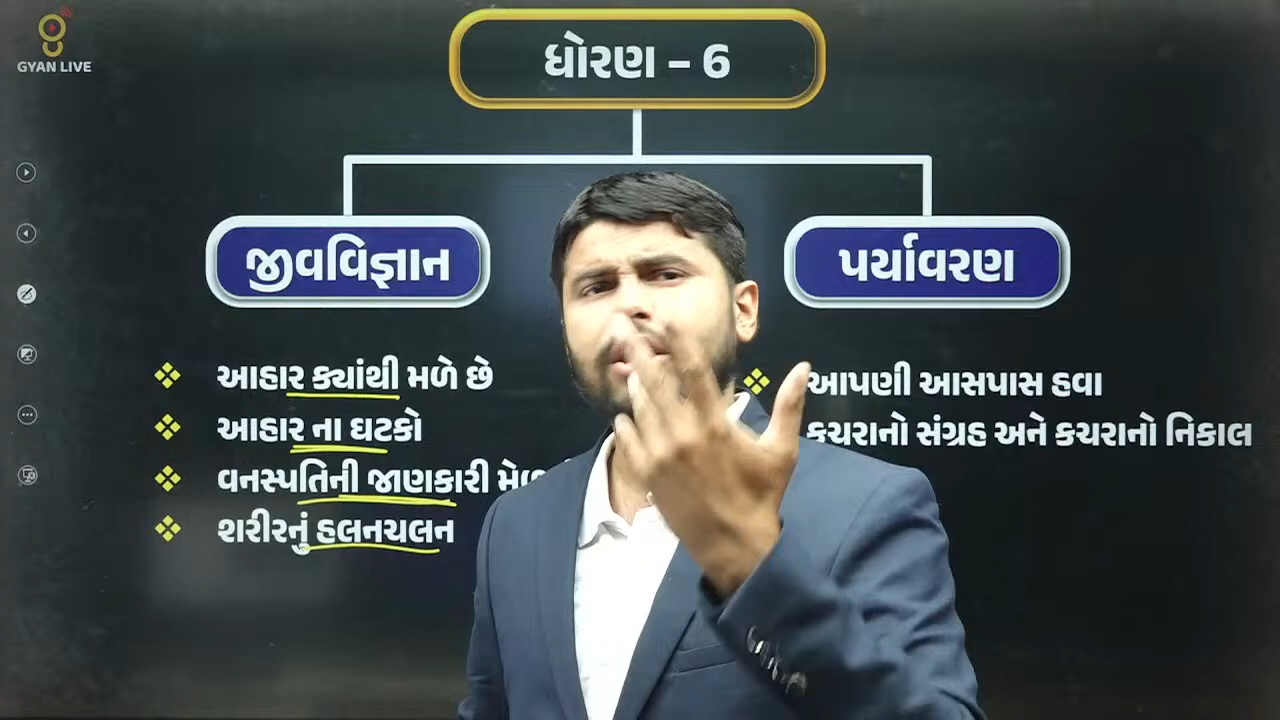 GYAN LIVE
ધોરણ – 6
જીવવિજ્ઞાન
પર્યાવરણ
આહાર ક્યાંથી મળે છે
આહાર ના ઘટકો
વનસ્પતિની જાણકારી
શરીરનું હલનચલન
આપણી આસપાસ હવા
કચરાનો સંગ્રહ અને કચરાનો નિકાલ